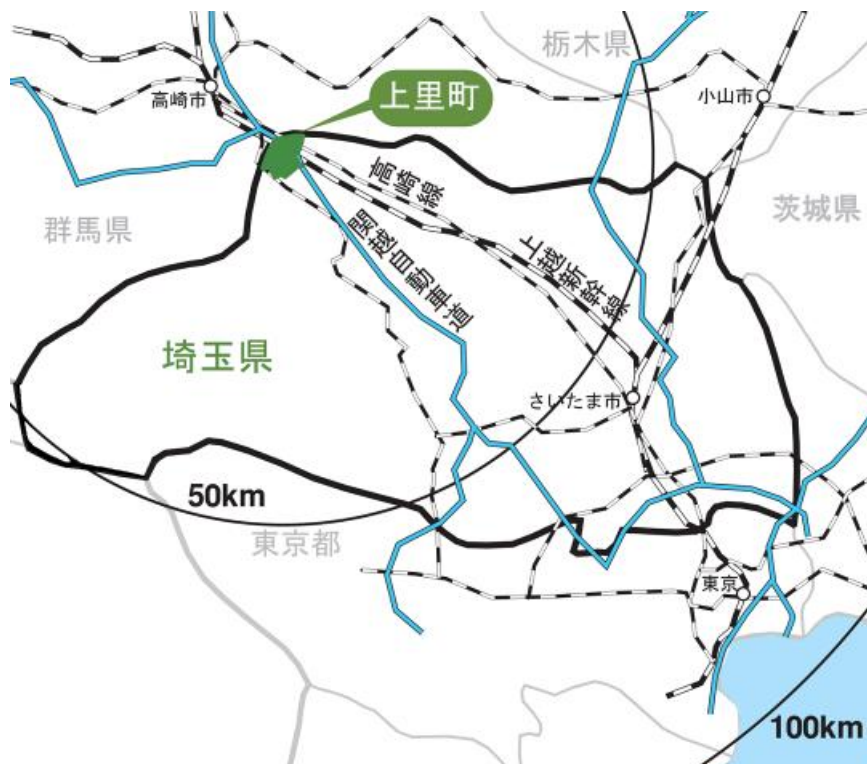 栃木県
高崎市
上里町
小山市
高崎線
茨城県
群馬県
関越自動車道
上越新幹線
埼玉県
さいたま市
50km
東京都
東京
100km